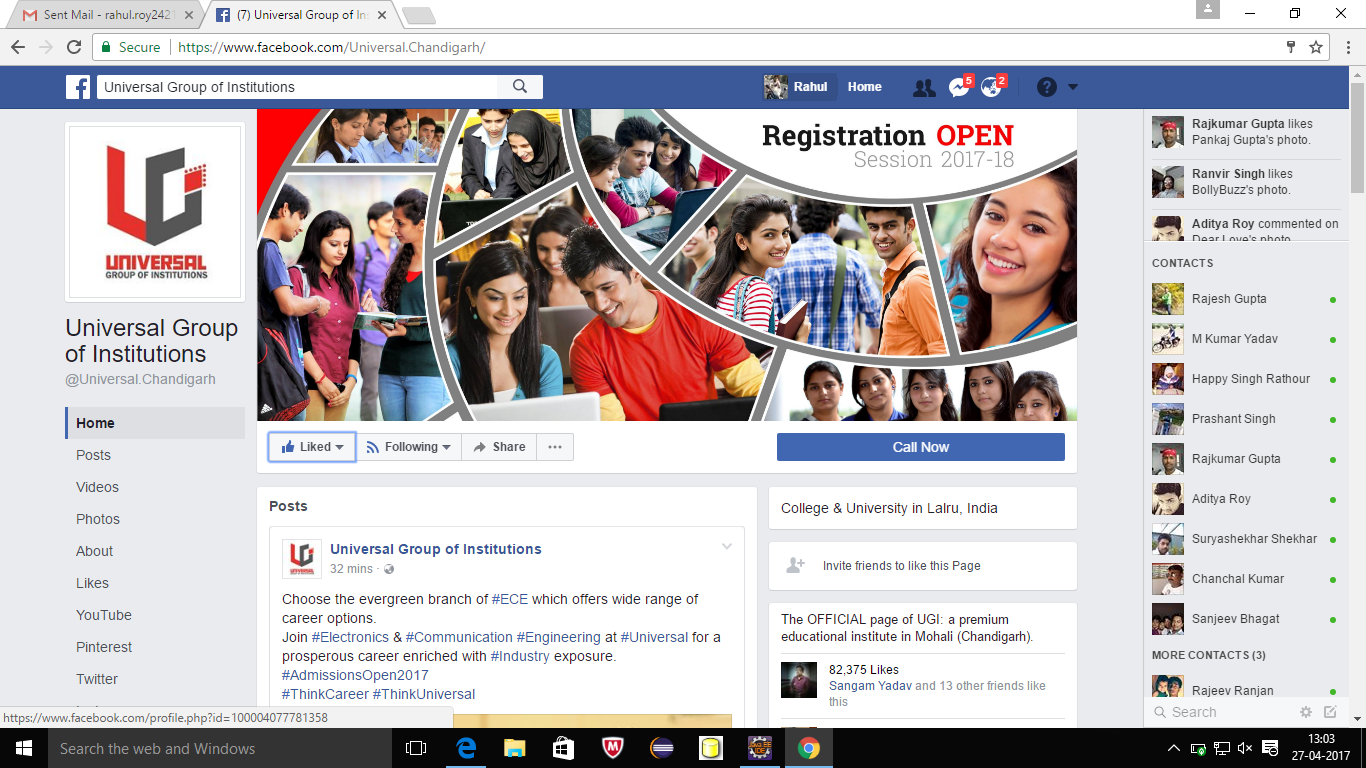 Sent Mail - rahul.roy2421
(7) Universal Group of In
Secure
https://www.facebook.com/Universal.Chandigarh/
Universal Group of Institutions
Rahul
Home
5
2
Registration OPEN
Session 2017-18
UNIVERSAL
GROUP OF INSTITUTIONS
Universal Group
of Institutions
@Universal.Chandigarh
Home
Posts
Videos
Photos
About
Likes
YouTube
Pinterest
Twitter
Liked
Following
Share
Call Now
Posts
Universal Group of Institutions
32 mins ·
Choose the evergreen branch of #ECE which offers wide range of
career options.
Join #Electronics & #Communication #Engineering at #Universal for a
prosperous career enriched with #Industry exposure.
#AdmissionsOpen2017
#ThinkCareer #ThinkUniversal
College & University in Lalru, India
Invite friends to like this Page
The OFFICIAL page of UGI: a premium
educational institute in Mohali (Chandigarh).
82,375 Likes
Sangam Yadav and 13 other friends like
this
Rajkumar Gupta likes
Pankaj Gupta's photo.
Ranvir Singh likes
BollyBuzz's photo.
Aditya Roy commented on
Dear Love's photo
CONTACTS
Rajesh Gupta
M Kumar Yadav
Happy Singh Rathour
Prashant Singh
Rajkumar Gupta
Aditya Roy
Suryashekhar Shekhar
Chanchal Kumar
Sanjeev Bhagat
MORE CONTACTS (3)
Rajeev Ranjan
Search
https://www.facebook.com/profile.php?id=100004077781358
Search the web and Windows
13:03
27-04-2017